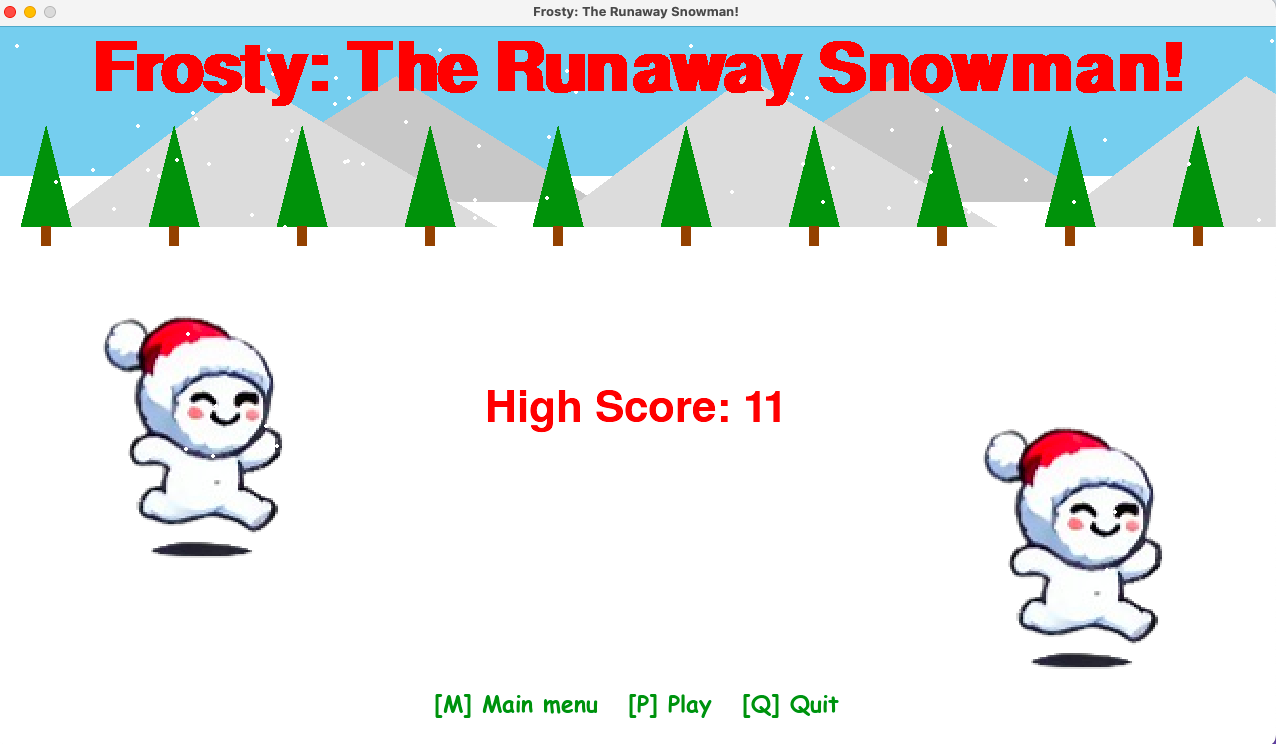 Frosty: The Runaway Snowman!
Frosty: The Runaway Snowman!
High Score: 11
[M] Main menu [P] Play [Q] Quit